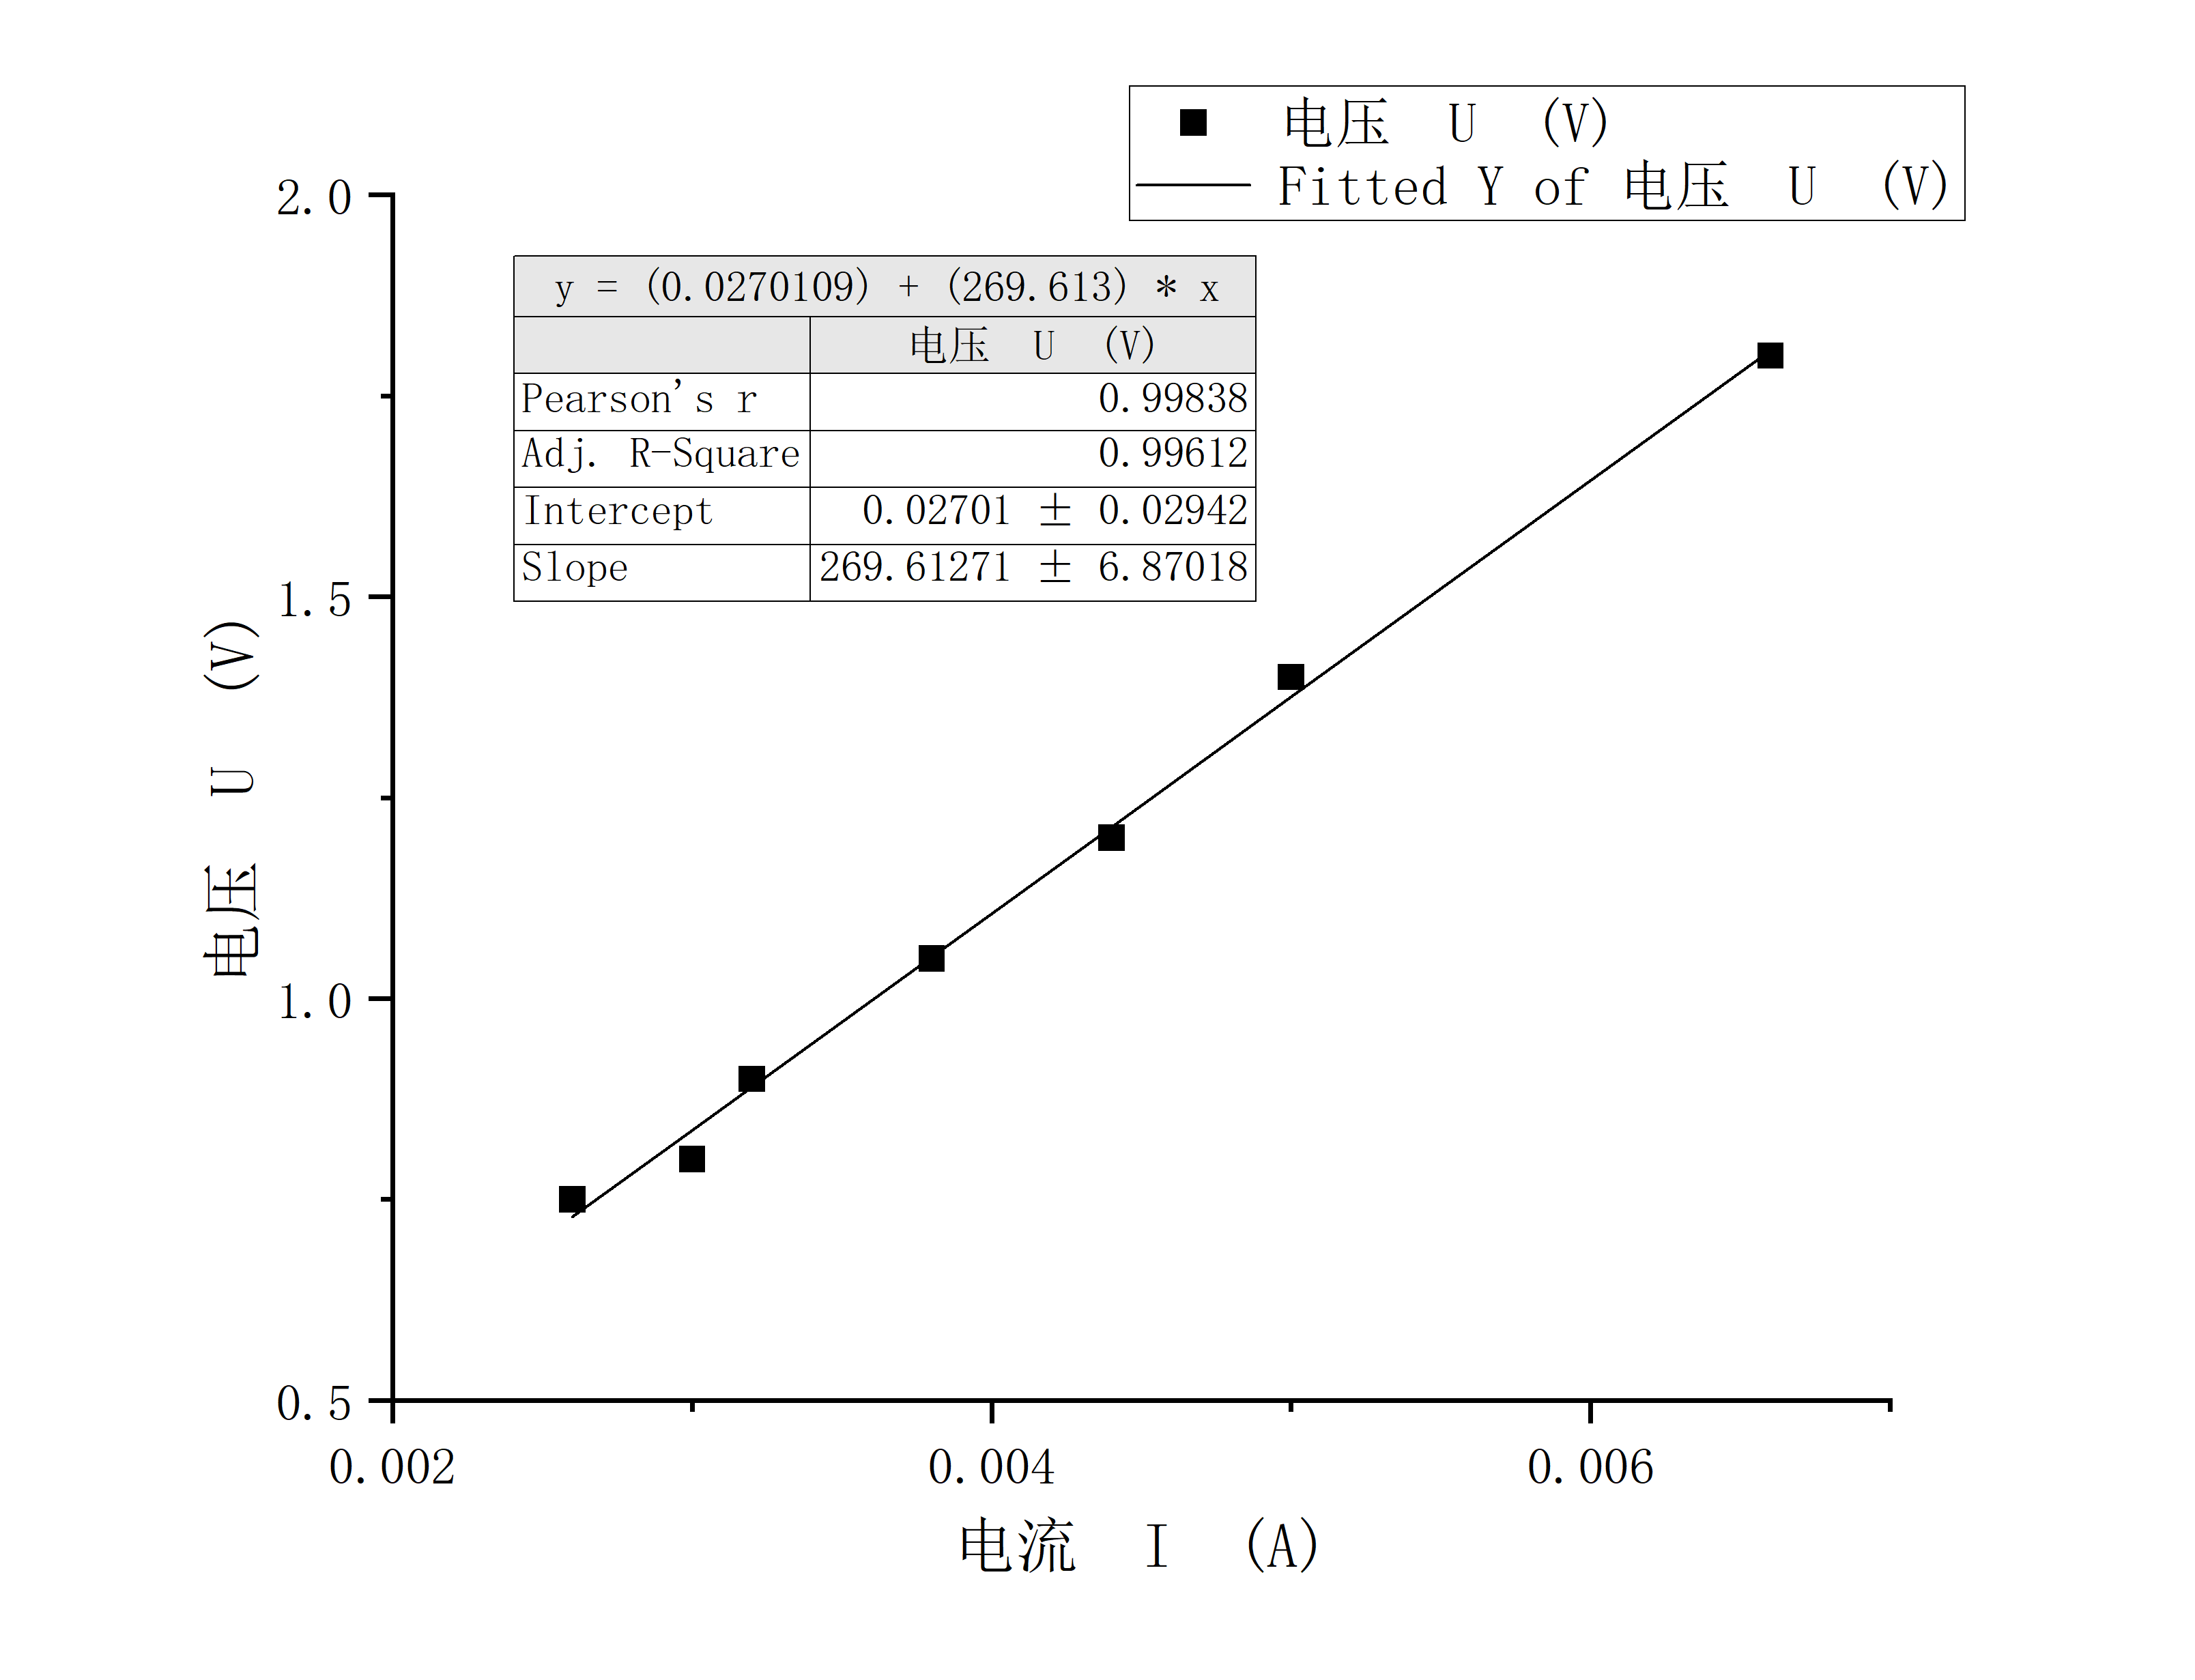 电压 U (V)
Fitted Y of 电压 U (V)
y = (0.0270109) + (269.613) * x
电压 U (V)
Pearson's r 0.99838
Adj. R-Square 0.99612
Intercept 0.02701 ± 0.02942
Slope 269.61271 ± 6.87018
2.0
1.5
1.0
0.5
电压 U (V)
0.002 0.004 0.006
电流 I (A)